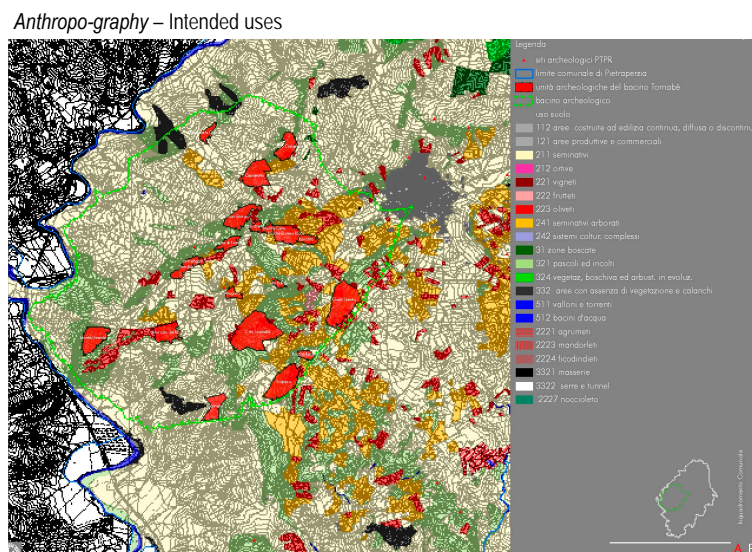 Anthropo-graphy – Intended uses
Legenda
siti archeologici PTPR
limite comunale di Pietraperzia
unità archeologiche del bacino Tornabè
bacino archeologico
uso suolo
112 aree costruite ad edilizia continua, diffusa o discontinu
121 aree produttive e commerciali
211 seminativi
212 ortive
221 vigneti
222 frutteti
223 oliveti
241 seminativi arborati
242 sistemi coltur. complessi
31 zone boscate
321 pascoli ed incolti
324 vegetaz. boschiva ed arbust. in evoluz.
332 aree con assenza di vegetazione e calanchi
511 valloni e torrenti
512 bacini d'acqua
2221 agrumeti
2223 mandorleti
2224 ficodindieti
3321 masserie
3322 serre e tunnel
2227 noccioleto
Inquadramento Comunale